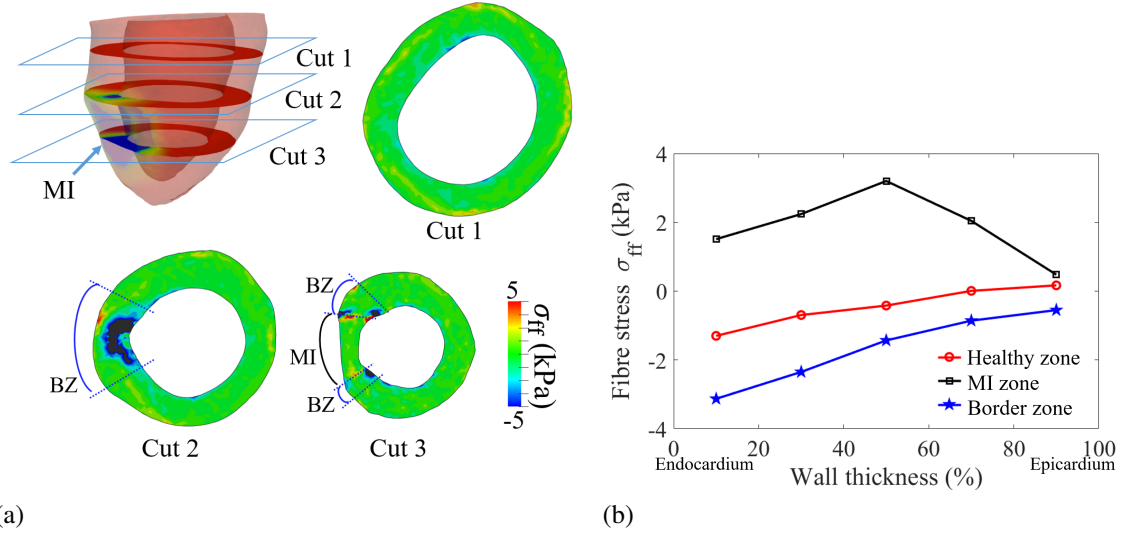 Cut 1
Cut 2
Cut 3
MI
Cut 1
BZ
Cut 2
BZ
MI
BZ
Cut 3
5
σff (kPa)
-5
(a)
4
2
0
-2
-4
Fibre stress σff (kPa)
Healthy zone
MI zone
Border zone
0 20 40 60 80 100
Endocardium Epicardium
Wall thickness (%)
(b)